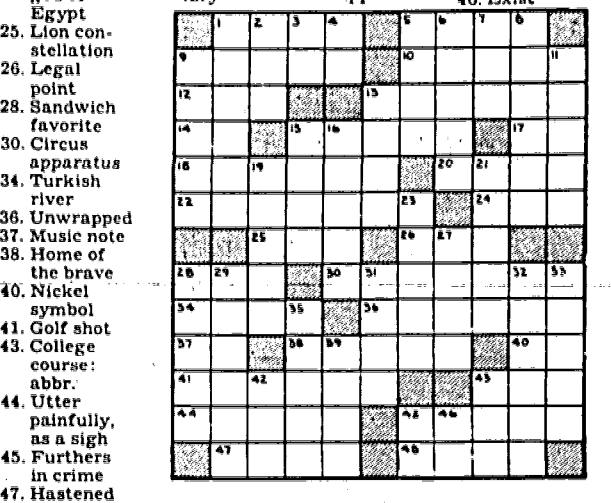 Egypt
25. Lion con-
stellation
26. Legal
point
28. Sandwich
favorite
30. Circus
apparatus
34. Turkish
river
36. Unwrapped
37. Music note
38. Home of
the brave
40. Nickel
symbol
41. Golf shot
43. College
course:
abbr.
44. Utter
painfully,
as a sigh
45. Furthers
in crime
47. Hastened
1 2 3 4 5 6 7 8
9 10 11
12 13
14 15 16 17
18 19 20 21
22 23 24
25 26 27
28 29 30 31 32 33
34 35 36
37 38 39 40
41 42 43
44 45 46
47 48